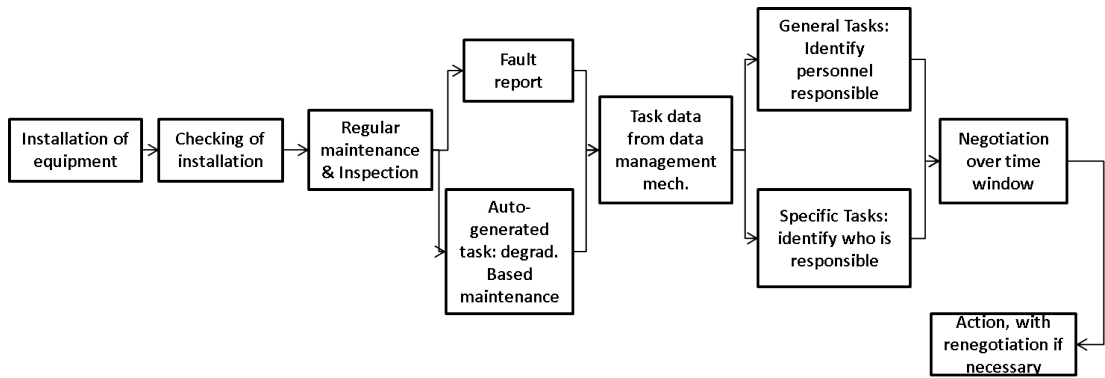 Installation of
equipment
Checking of
installation
Regular
maintenance
& Inspection
Fault
report
Auto-
generated
task: degrad.
Based
maintenance
Task data
from data
management
mech.
General Tasks:
Identify
personnel
responsible
Specific Tasks:
identify who is
responsible
Negotiation
over time
window
Action, with
renegotiation if
necessary